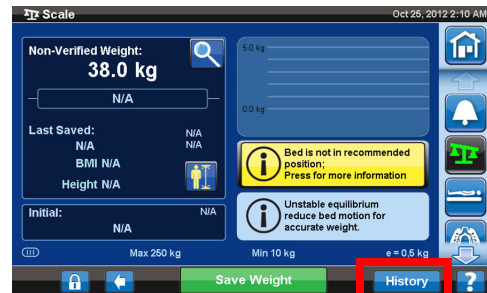 Scale
Oct 25, 2012 2:10 AM
Non-Verified Weight:
38.0 kg
N/A
Last Saved:
N/A
N/A
N/A
BMI N/A
Height N/A
Initial:
N/A
N/A
5.0 kg
0.0 kg
Bed is not in recommended
position;
Press for more information
Unstable equilibrium
reduce bed motion for
accurate weight.
Max 250 kg
Min 10 kg
e = 0,5 kg
Save Weight
History
?